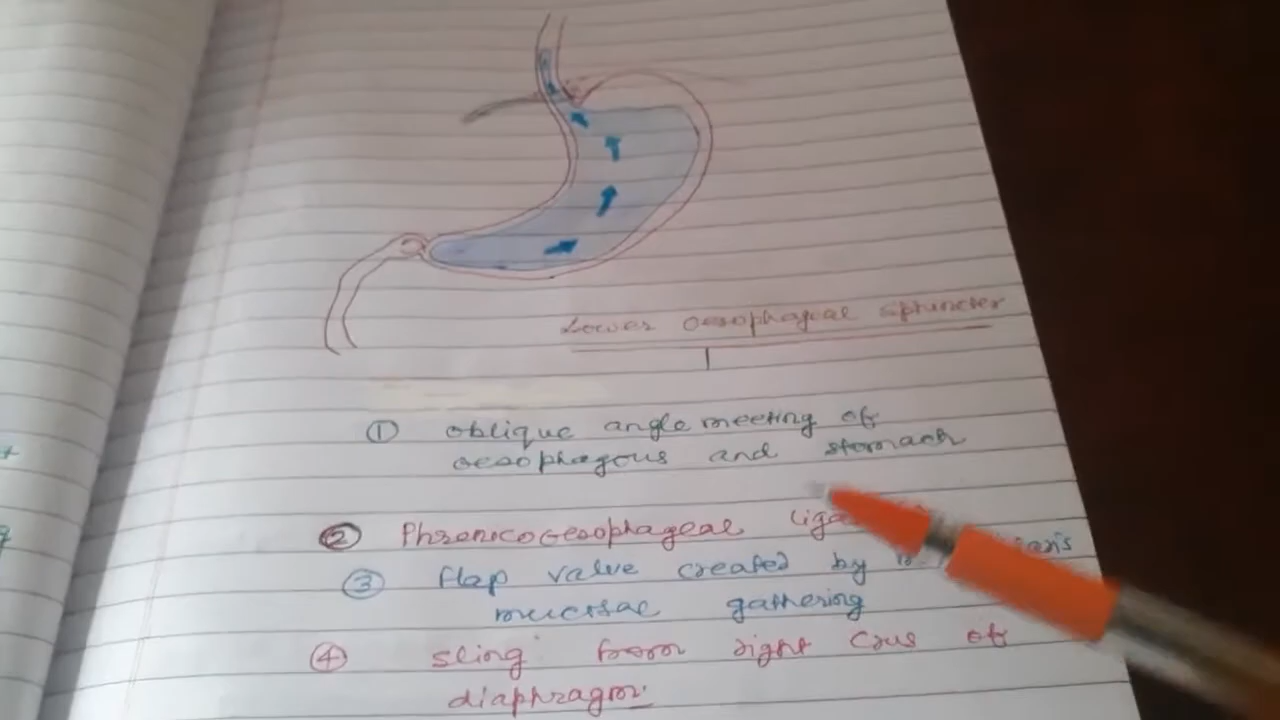 Lower oesophageal sphincter
① oblique angle meeting of
oesophagous and stomach
② Phrenicooesophageal
③ flap valve created by
mucosal gathering
④ sling from right crus of
diaphragm